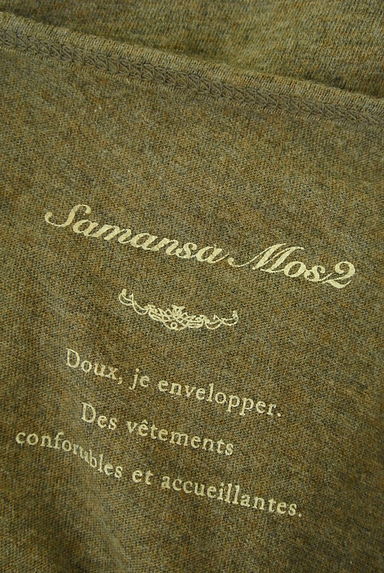 Samansa Mos2
Doux, je envelopper.
Des vêtements
confortables et accueillantes.